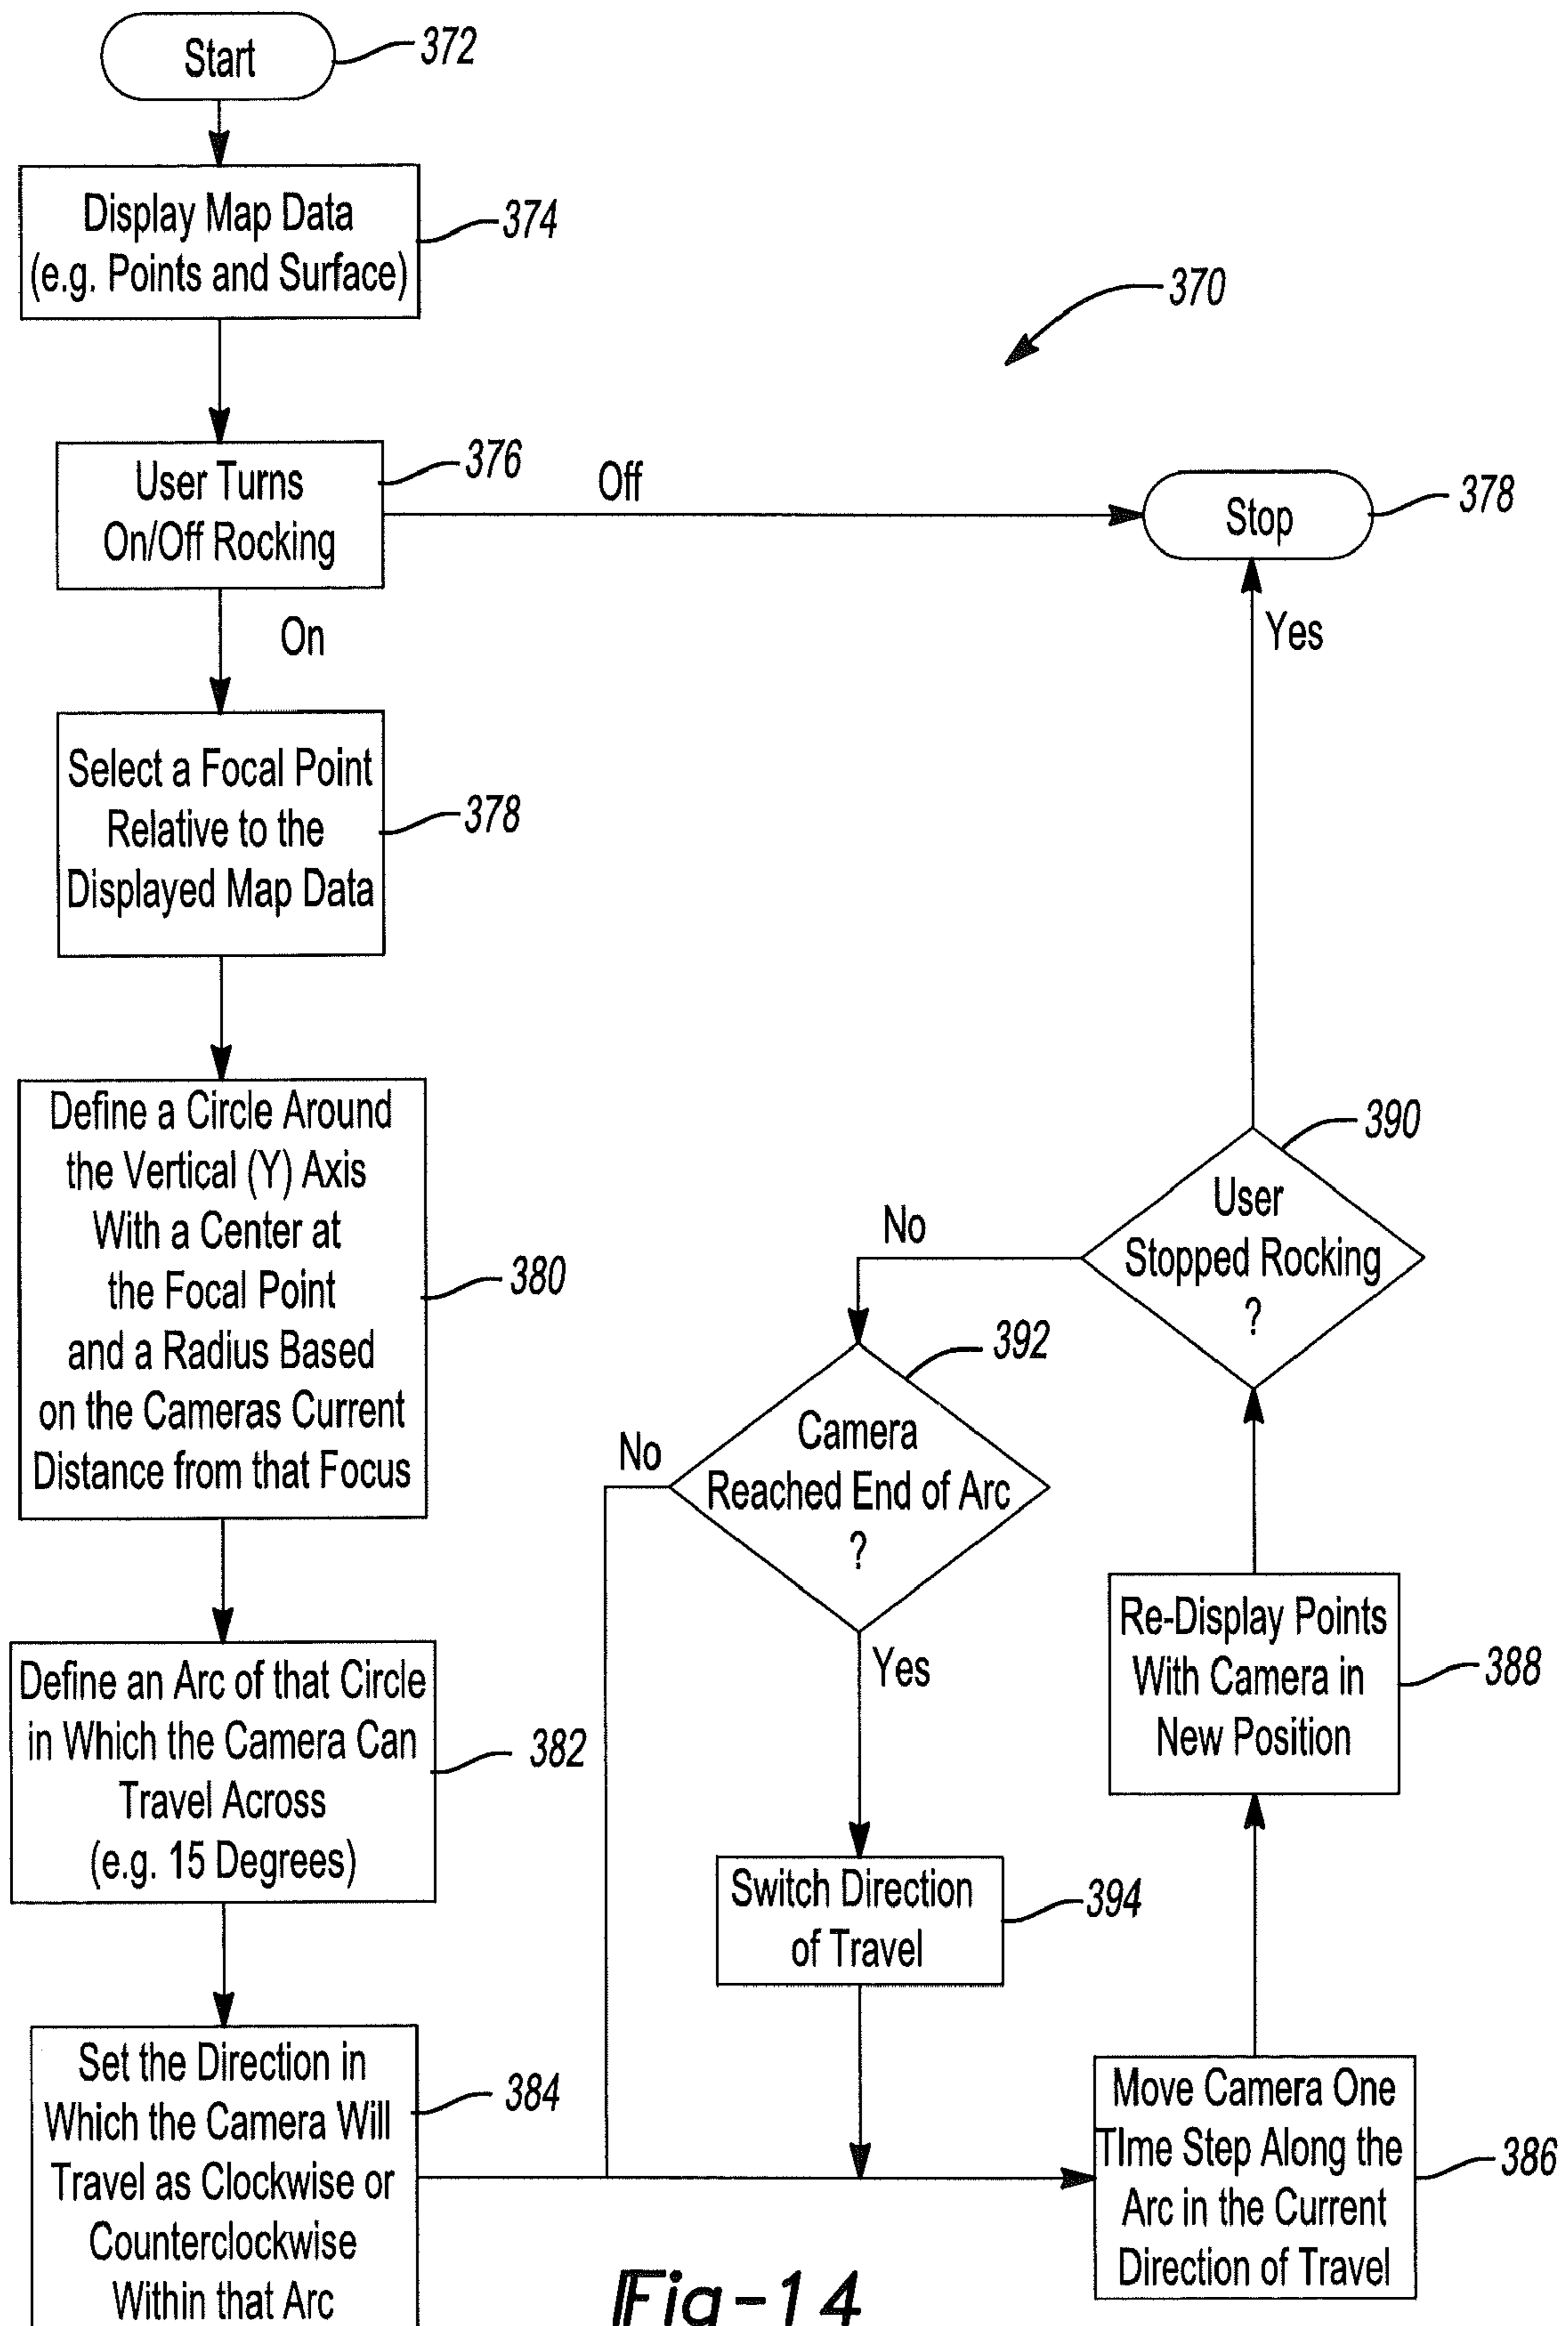 Start
372
Display Map Data
(e.g. Points and Surface)
374
370
User Turns
On/Off Rocking
376
Off
Stop
378
On
Yes
Select a Focal Point
Relative to the
Displayed Map Data
378
Define a Circle Around
the Vertical (Y) Axis
With a Center at
the Focal Point
and a Radius Based
on the Cameras Current
Distance from that Focus
380
390
User
Stopped Rocking
?
No
392
Camera
Reached End of Arc
?
No
Yes
Define an Arc of that Circle
in Which the Camera Can
Travel Across
(e.g. 15 Degrees)
382
Re-Display Points
With Camera in
New Position
388
Switch Direction
of Travel
394
Set the Direction in
Which the Camera Will
Travel as Clockwise or
Counterclockwise
Within that Arc
384
Move Camera One
TIme Step Along the
Arc in the Current
Direction of Travel
386
Fig-14